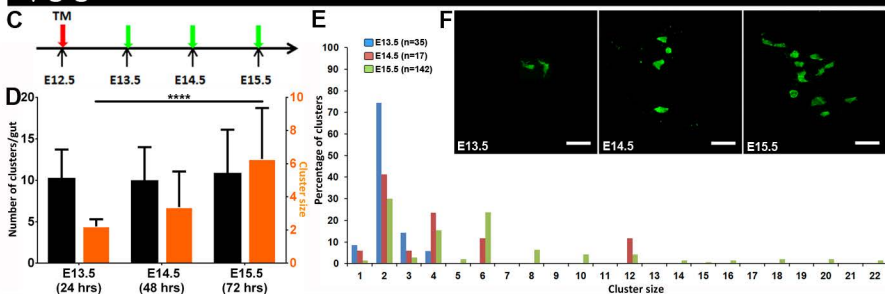 C
TM
E12.5 E13.5 E14.5 E15.5
D
****
Number of clusters/gut
20
15
10
5
0
Cluster size
10
8
6
4
2
0
E13.5 E14.5 E15.5
(24 hrs) (48 hrs) (72 hrs)
E
E13.5 (n=35)
E14.5 (n=17)
E15.5 (n=142)
Percentage of clusters
100
90
80
70
60
50
40
30
20
10
0
1 2 3 4 5 6 7 8 9 10 11 12 13 14 15 16 17 18 19 20 21 22
Cluster size
F
E13.5
E14.5
E15.5